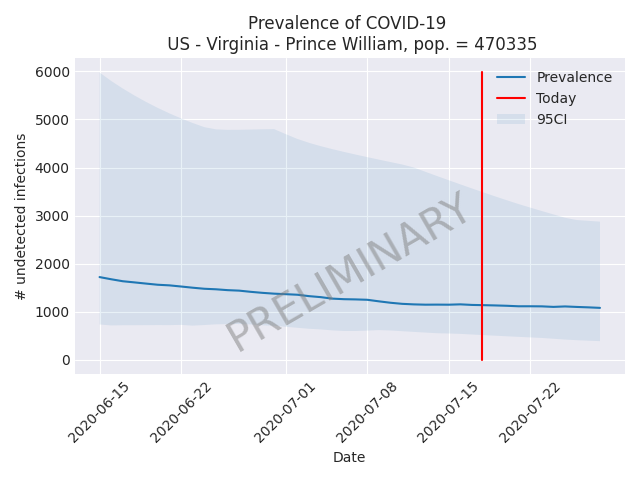 Prevalence of COVID-19
US - Virginia - Prince William, pop. = 470335
6000
5000
4000
3000
2000
1000
0
# undetected infections
Prevalence
Today
95CI
PRELIMINARY
2020-06-15
2020-06-22
2020-07-01
2020-07-08
2020-07-15
2020-07-22
Date